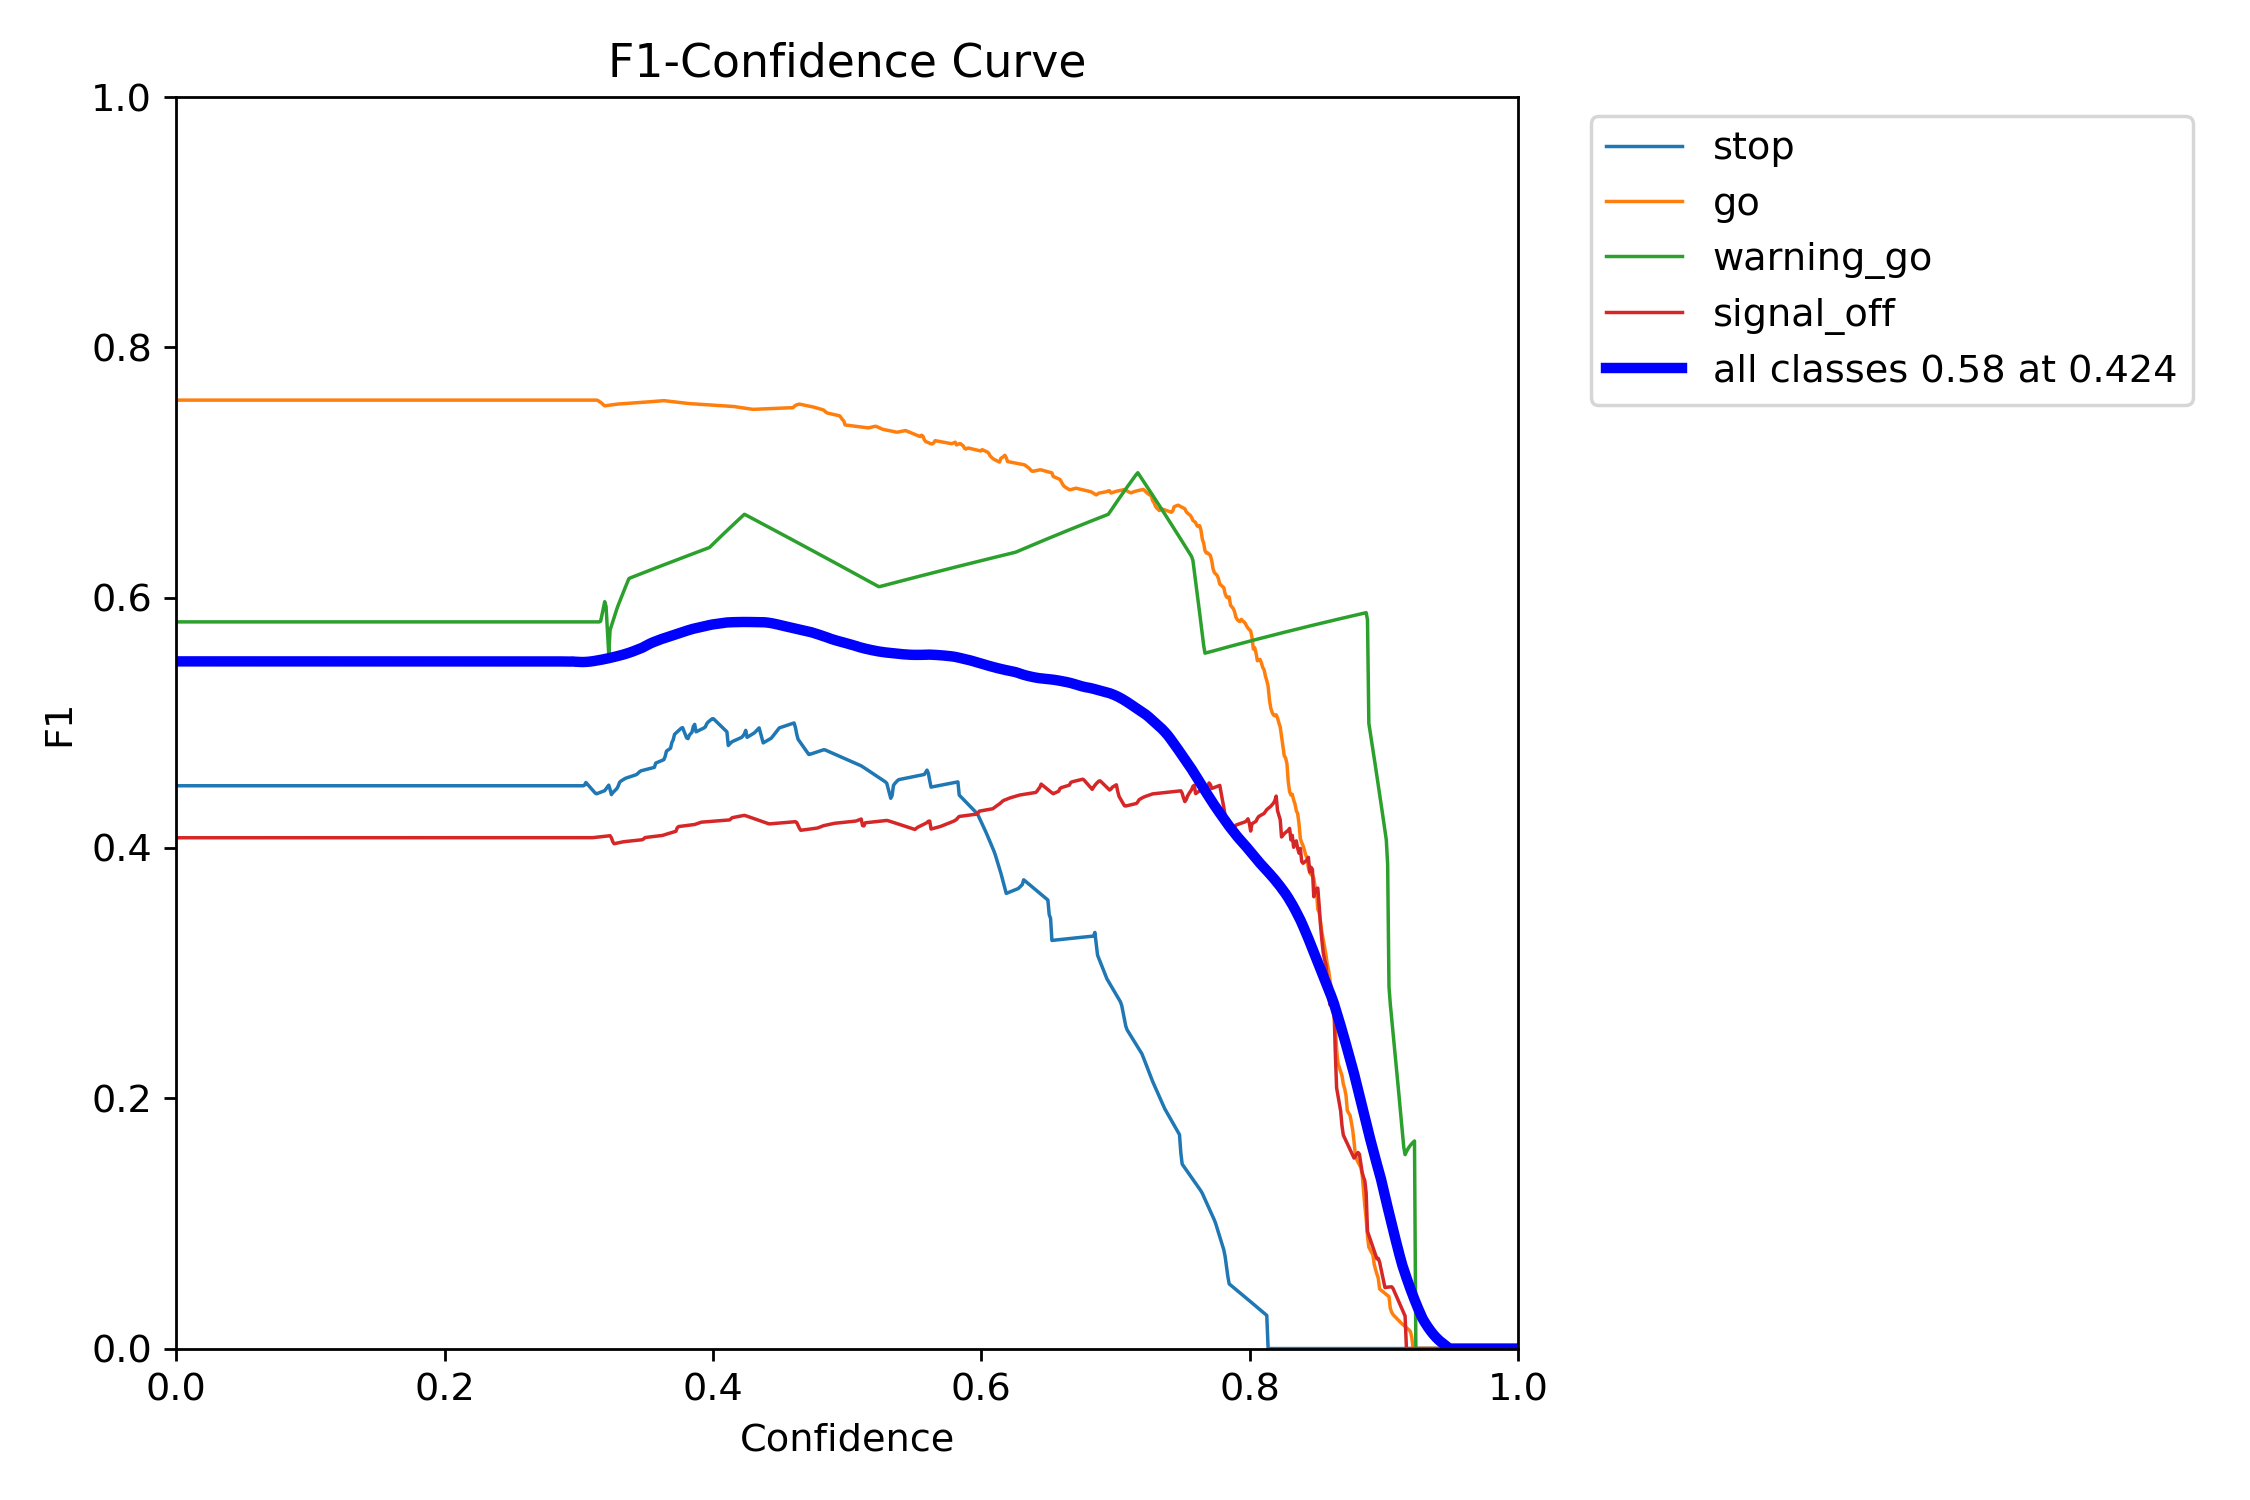 F1-Confidence Curve
1.0
0.8
0.6
0.4
0.2
0.0
F1
0.0 0.2 0.4 0.6 0.8 1.0
Confidence
stop
go
warning_go
signal_off
all classes 0.58 at 0.424